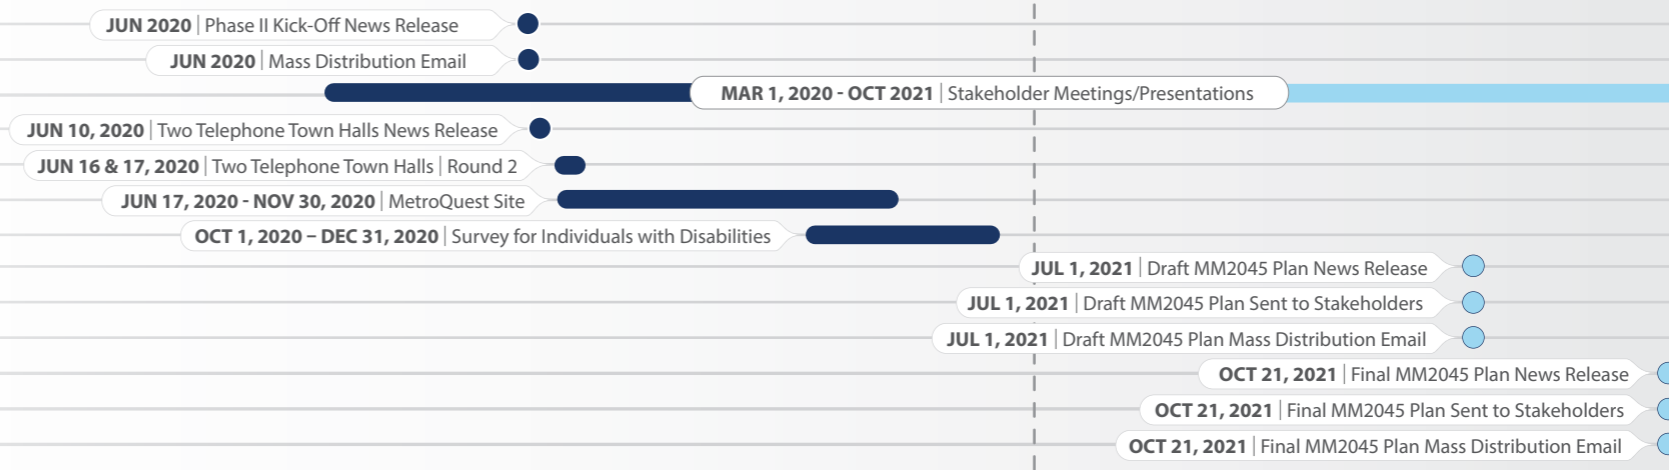 JUN 2020 | Phase II Kick-Off News Release
JUN 2020 | Mass Distribution Email
MAR 1, 2020 - OCT 2021 | Stakeholder Meetings/Presentations
JUN 10, 2020 | Two Telephone Town Halls News Release
JUN 16 & 17, 2020 | Two Telephone Town Halls | Round 2
JUN 17, 2020 - NOV 30, 2020 | MetroQuest Site
OCT 1, 2020 – DEC 31, 2020 | Survey for Individuals with Disabilities
JUL 1, 2021 | Draft MM2045 Plan News Release
JUL 1, 2021 | Draft MM2045 Plan Sent to Stakeholders
JUL 1, 2021 | Draft MM2045 Plan Mass Distribution Email
OCT 21, 2021 | Final MM2045 Plan News Release
OCT 21, 2021 | Final MM2045 Plan Sent to Stakeholders
OCT 21, 2021 | Final MM2045 Plan Mass Distribution Email